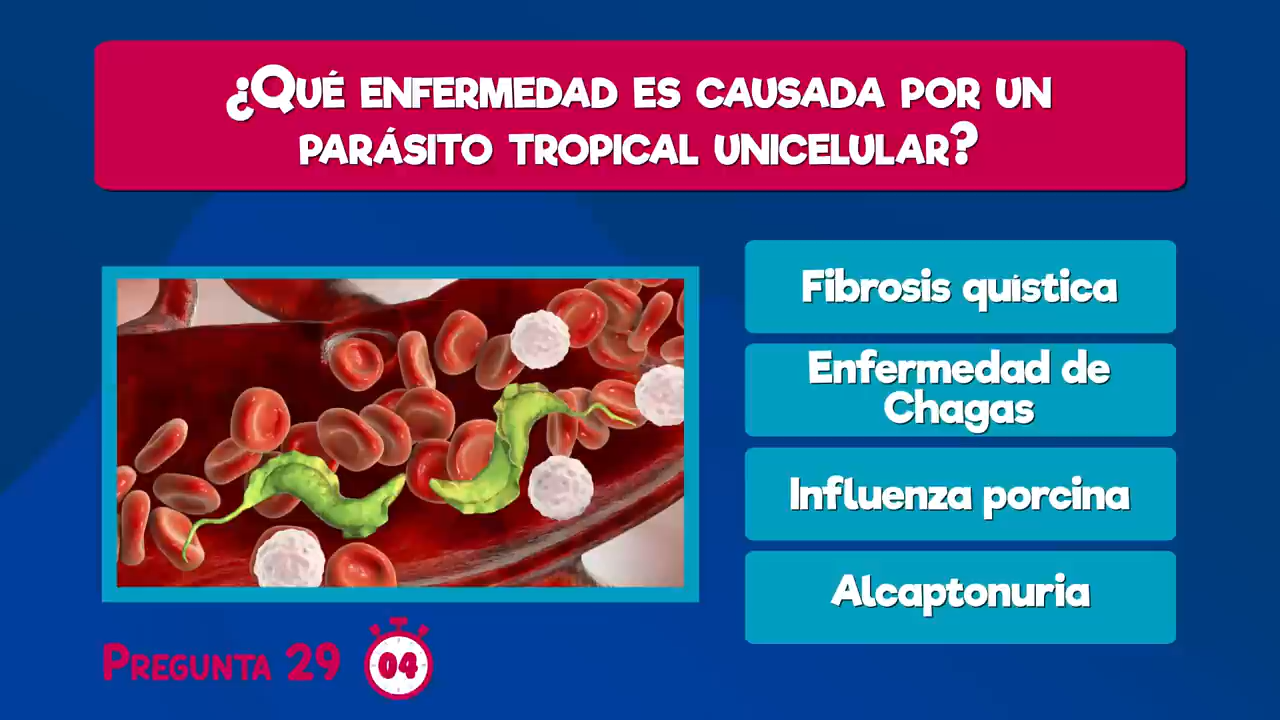 ¿Qué enfermedad es causada por un
parásito tropical unicelular?
Fibrosis quística
Enfermedad de
Chagas
Influenza porcina
Alcaptonuria
Pregunta 29
04